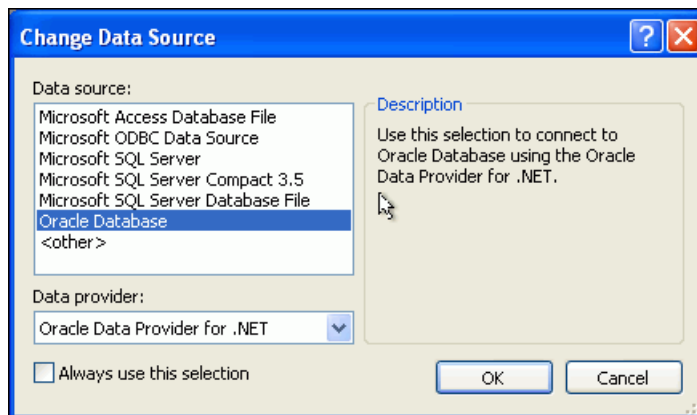 Change Data Source
Data source:
Microsoft Access Database File
Microsoft ODBC Data Source
Microsoft SQL Server
Microsoft SQL Server Compact 3.5
Microsoft SQL Server Database File
Oracle Database
<other>
Description
Use this selection to connect to
Oracle Database using the Oracle
Data Provider for .NET.
Data provider:
Oracle Data Provider for .NET
Always use this selection
OK
Cancel